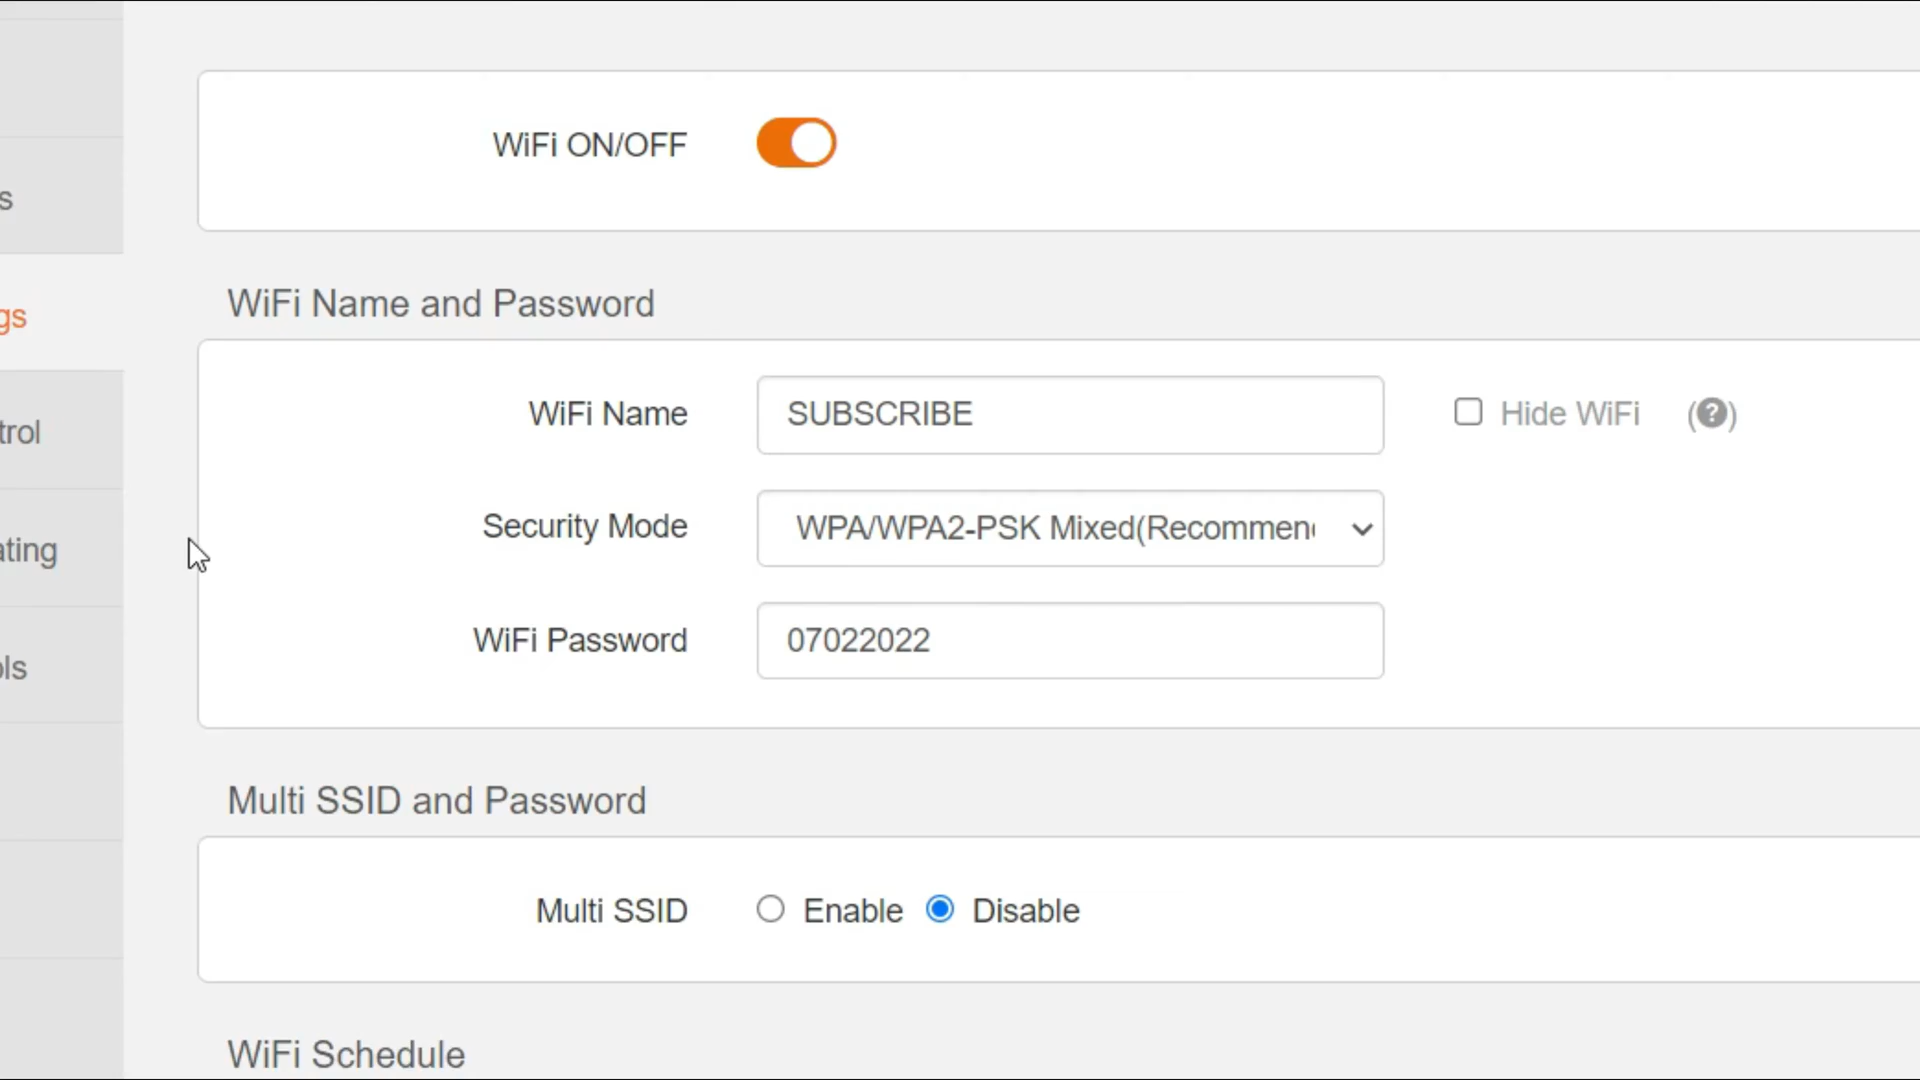 WiFi ON/OFF
s
gs
WiFi Name and Password
WiFi Name SUBSCRIBE Hide WiFi (?)
trol
Security Mode WPA/WPA2-PSK Mixed(Recommen
ating
WiFi Password 07022022
ols
Multi SSID and Password
Multi SSID Enable Disable
WiFi Schedule